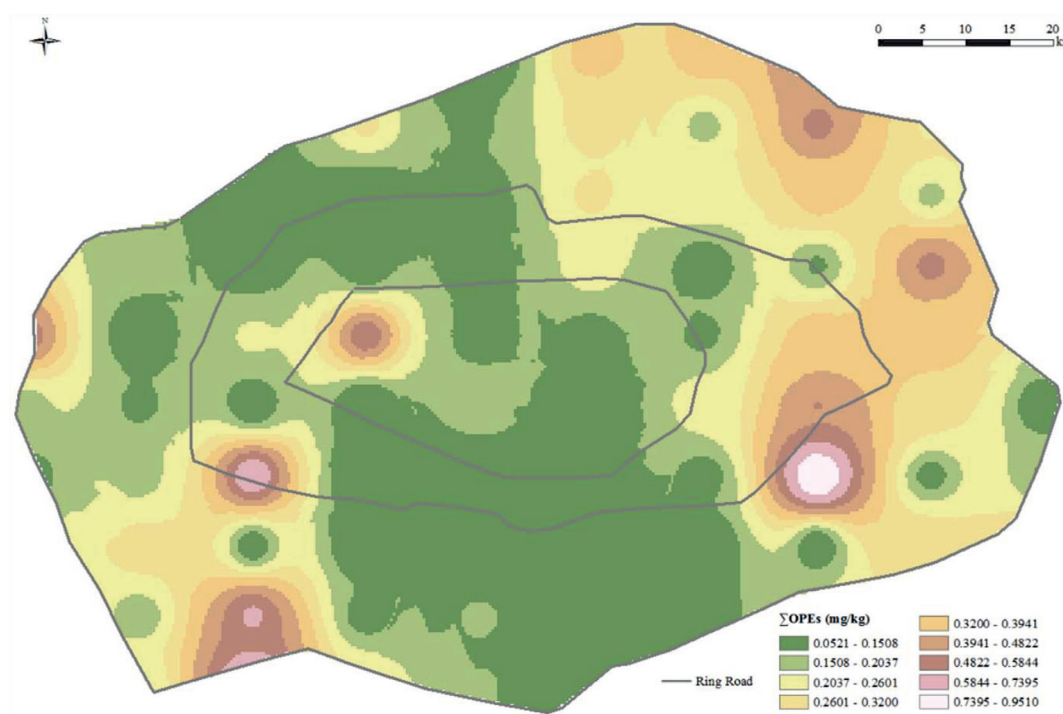 N
0 5 10 15 20
k
∑OPEs (mg/kg)
0.0521 - 0.1508
0.1508 - 0.2037
0.2037 - 0.2601
0.2601 - 0.3200
0.3200 - 0.3941
0.3941 - 0.4822
0.4822 - 0.5844
0.5844 - 0.7395
0.7395 - 0.9510
Ring Road